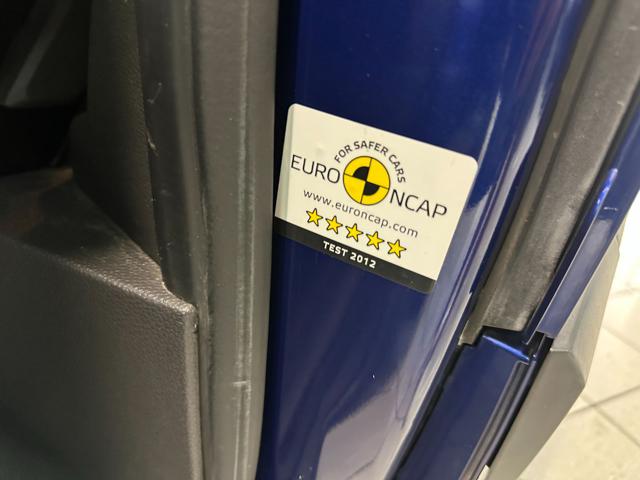 FOR SAFER CARS
EURO NCAP
www.euroncap.com
TEST 2012